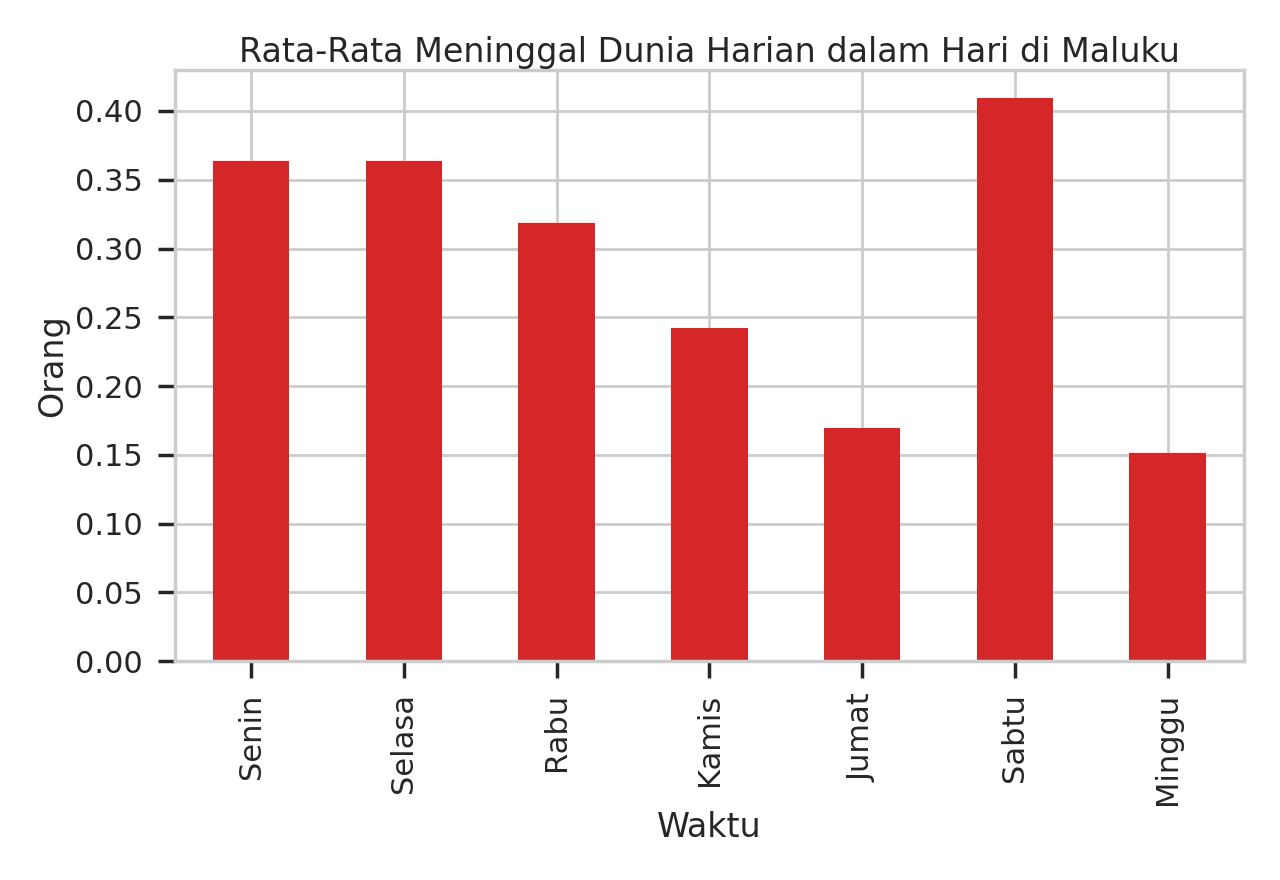 Rata-Rata Meninggal Dunia Harian dalam Hari di Maluku
Orang
0.40
0.35
0.30
0.25
0.20
0.15
0.10
0.05
0.00
Senin
Selasa
Rabu
Kamis
Jumat
Sabtu
Minggu
Waktu